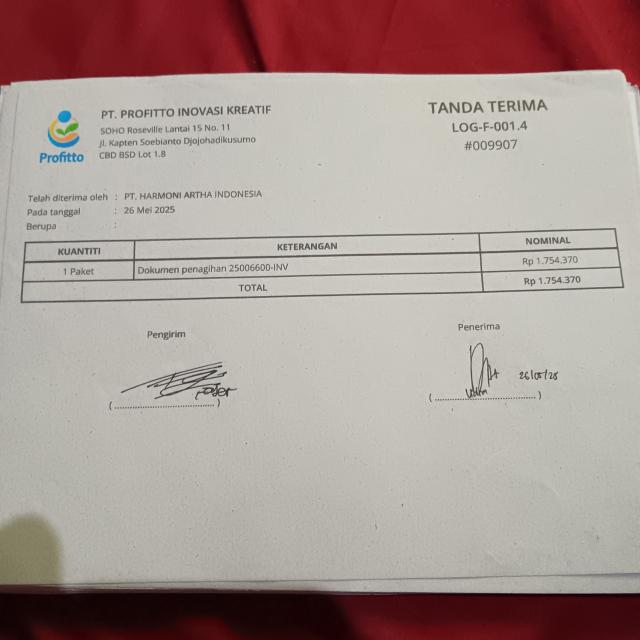 PT. PROFITTO INOVASI KREATIF
SOHO Roseville Lantai 15 No. 11
Jl. Kapten Soebianto Djojohadikusumo
CBD BSD Lot 1.8
Profitto
TANDA TERIMA
LOG-F-001.4
#009907
Telah diterima oleh : PT. HARMONI ARTHA INDONESIA
Pada tanggal : 26 Mei 2025
Berupa :
KUANTITI KETERANGAN NOMINAL
1 Paket Dokumen penagihan 25006600-INV Rp 1.754.370
TOTAL Rp 1.754.370
Pengirim Penerima
26/05/25
(........................................) (........................................)